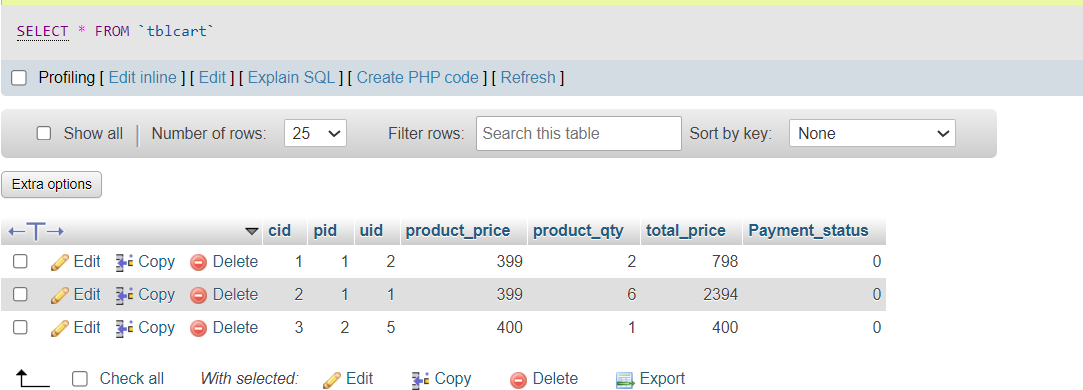 SELECT * FROM `tblcart`
Profiling [ Edit inline ] [ Edit ] [ Explain SQL ] [ Create PHP code ] [ Refresh ]
Show all Number of rows: 25 Filter rows: Search this table Sort by key: None
Extra options
cid pid uid product_price product_qty total_price Payment_status
Edit Copy Delete 1 1 2 399 2 798 0
Edit Copy Delete 2 1 1 399 6 2394 0
Edit Copy Delete 3 2 5 400 1 400 0
Check all With selected: Edit Copy Delete Export